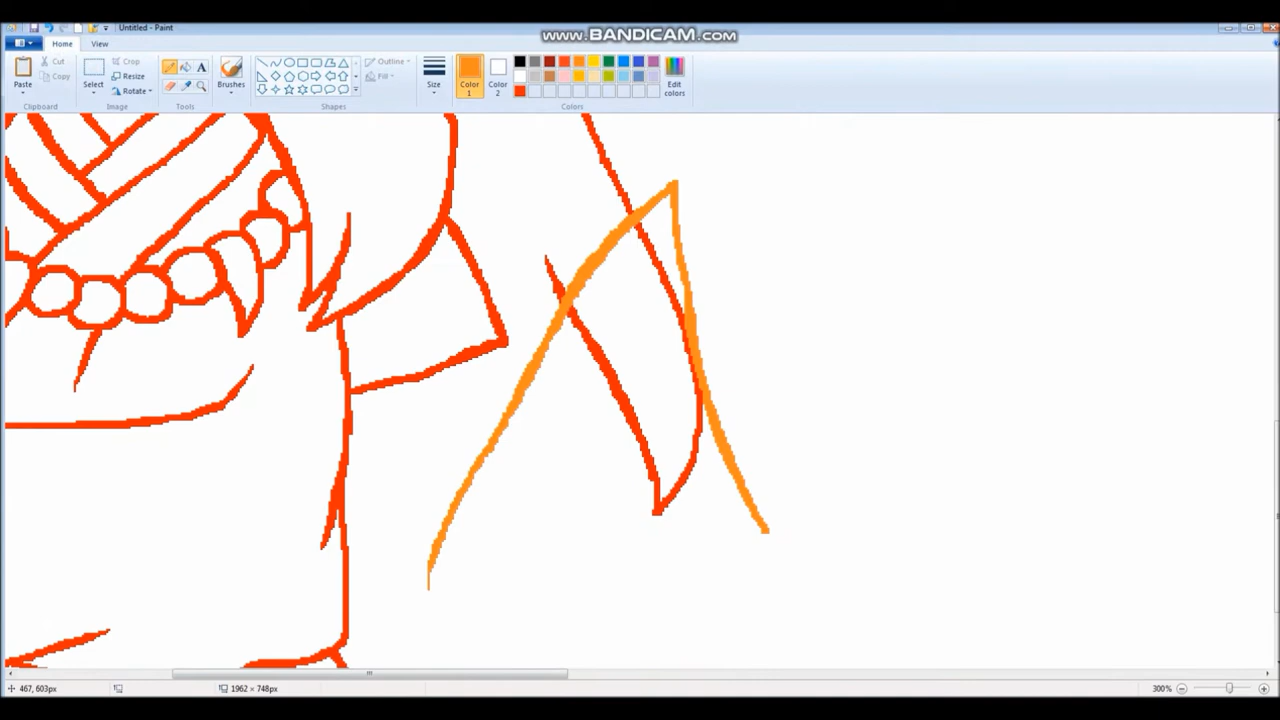 Untitled - Paint
www.BANDICAM.com
Home View
Cut
Copy
Paste
Clipboard
Select
Crop
Resize
Rotate
Image
A
Tools
Brushes
Outline
Fill
Shapes
Size
Color 1
Color 2
Edit colors
Colors
467, 603px
1962 × 748px
300%